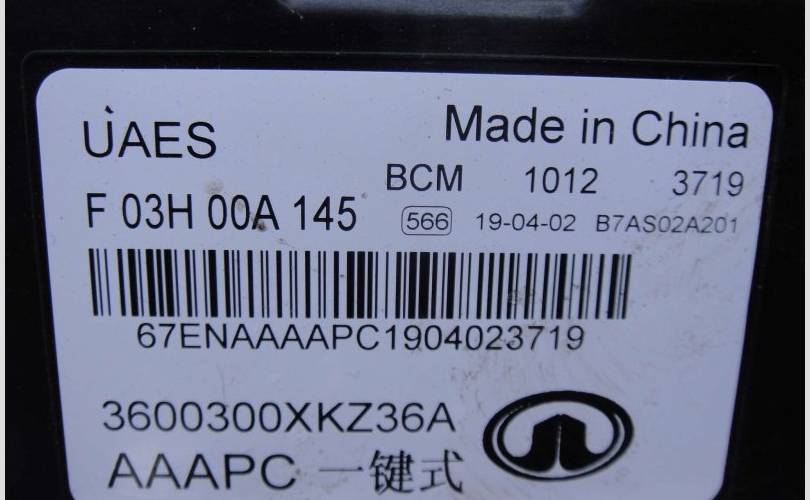 UAES Made in China
BCM 1012 3719
F 03H 00A 145 566 19-04-02 B7AS02A201
67ENAAAAPC1904023719
3600300XKZ36A
AAAPC 一键式